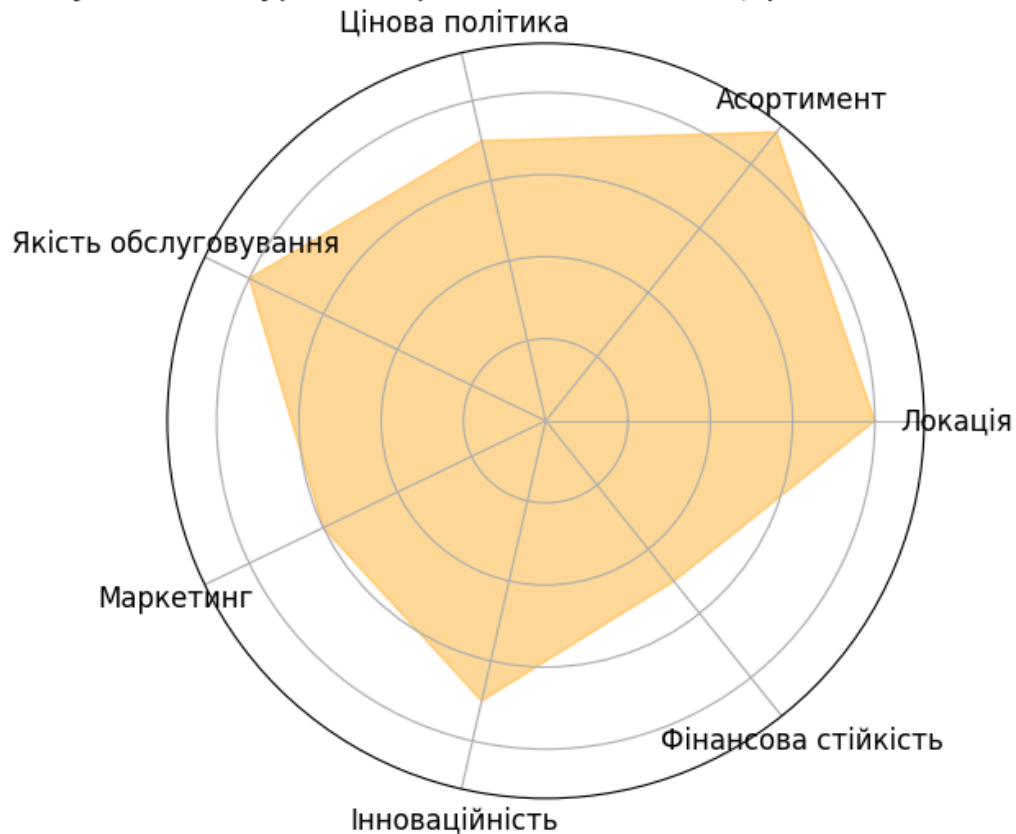 Цінова політика
Асортимент
Якість обслуговування
Локація
Маркетинг
Фінансова стійкість
Інноваційність